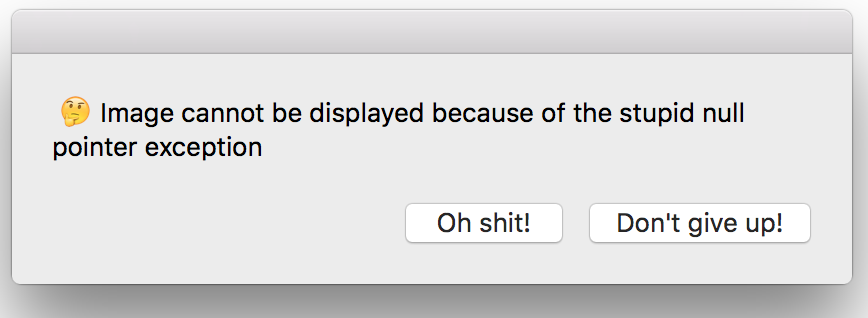 🤔 Image cannot be displayed because of the stupid null
pointer exception
Oh shit!
Don't give up!